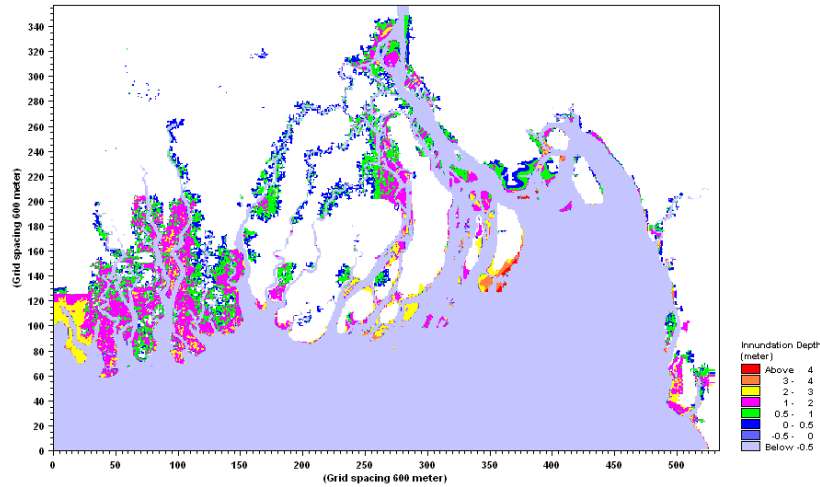 340
320
300
280
260
240
220
200
180
160
140
120
100
80
60
40
20
0
(Grid spacing 600 meter)
0 50 100 150 200 250 300 350 400 450 500
(Grid spacing 600 meter)
Innundation Depth
(meter)
Above 4
3 - 4
2 - 3
1 - 2
0.5 - 1
0 - 0.5
-0.5 - 0
Below -0.5